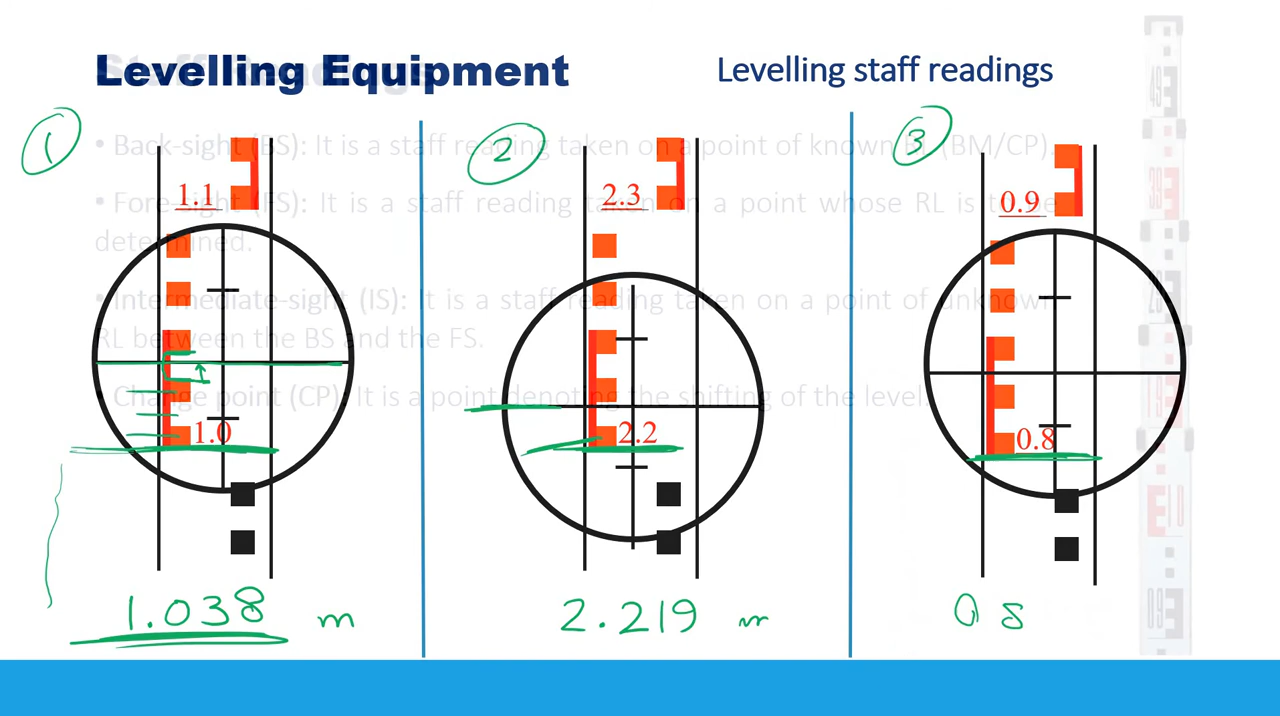 Levelling Equipment
Levelling staff readings
1
2
3
• Back-sight (BS): It is a staff reading taken on a point of known (BM/CP).
1.1
2.3
0.9
• Fore-sight (FS): It is a staff reading taken on a point whose RL is to be
determined.
• Intermediate-sight (IS): It is a staff reading taken on a point of unknown
RL between the BS and the FS.
• Change point (CP): It is a point denoting the shifting of the level
1.0
2.2
0.8
1.038 m
2.219 m
0 8